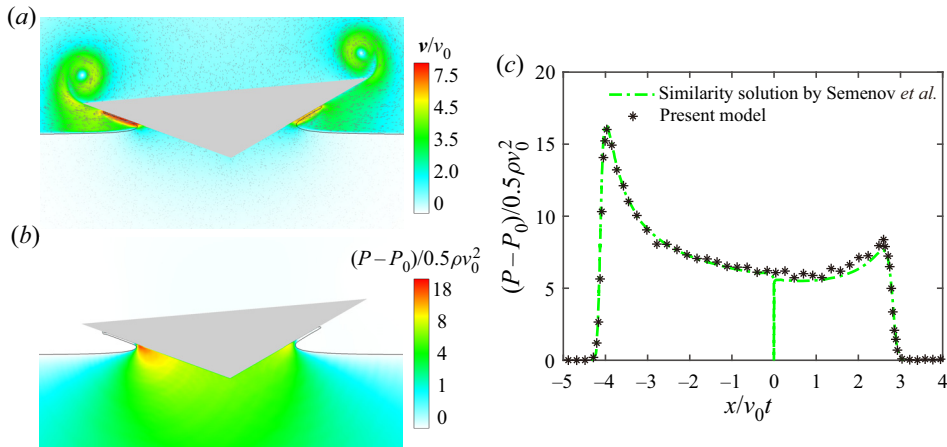 (a)
v/v₀
7.5
4.5
3.5
2.0
0
(b)
(P – P₀)/0.5ρv₀²
18
8
4
1
0
(c)
20
15
10
5
0
(P – P₀)/0.5ρv₀²
Similarity solution by Semenov et al.
Present model
–5 –4 –3 –2 –1 0 1 2 3 4
x/v₀t